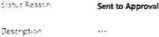 Status Reason Sent to Approval
Description ---